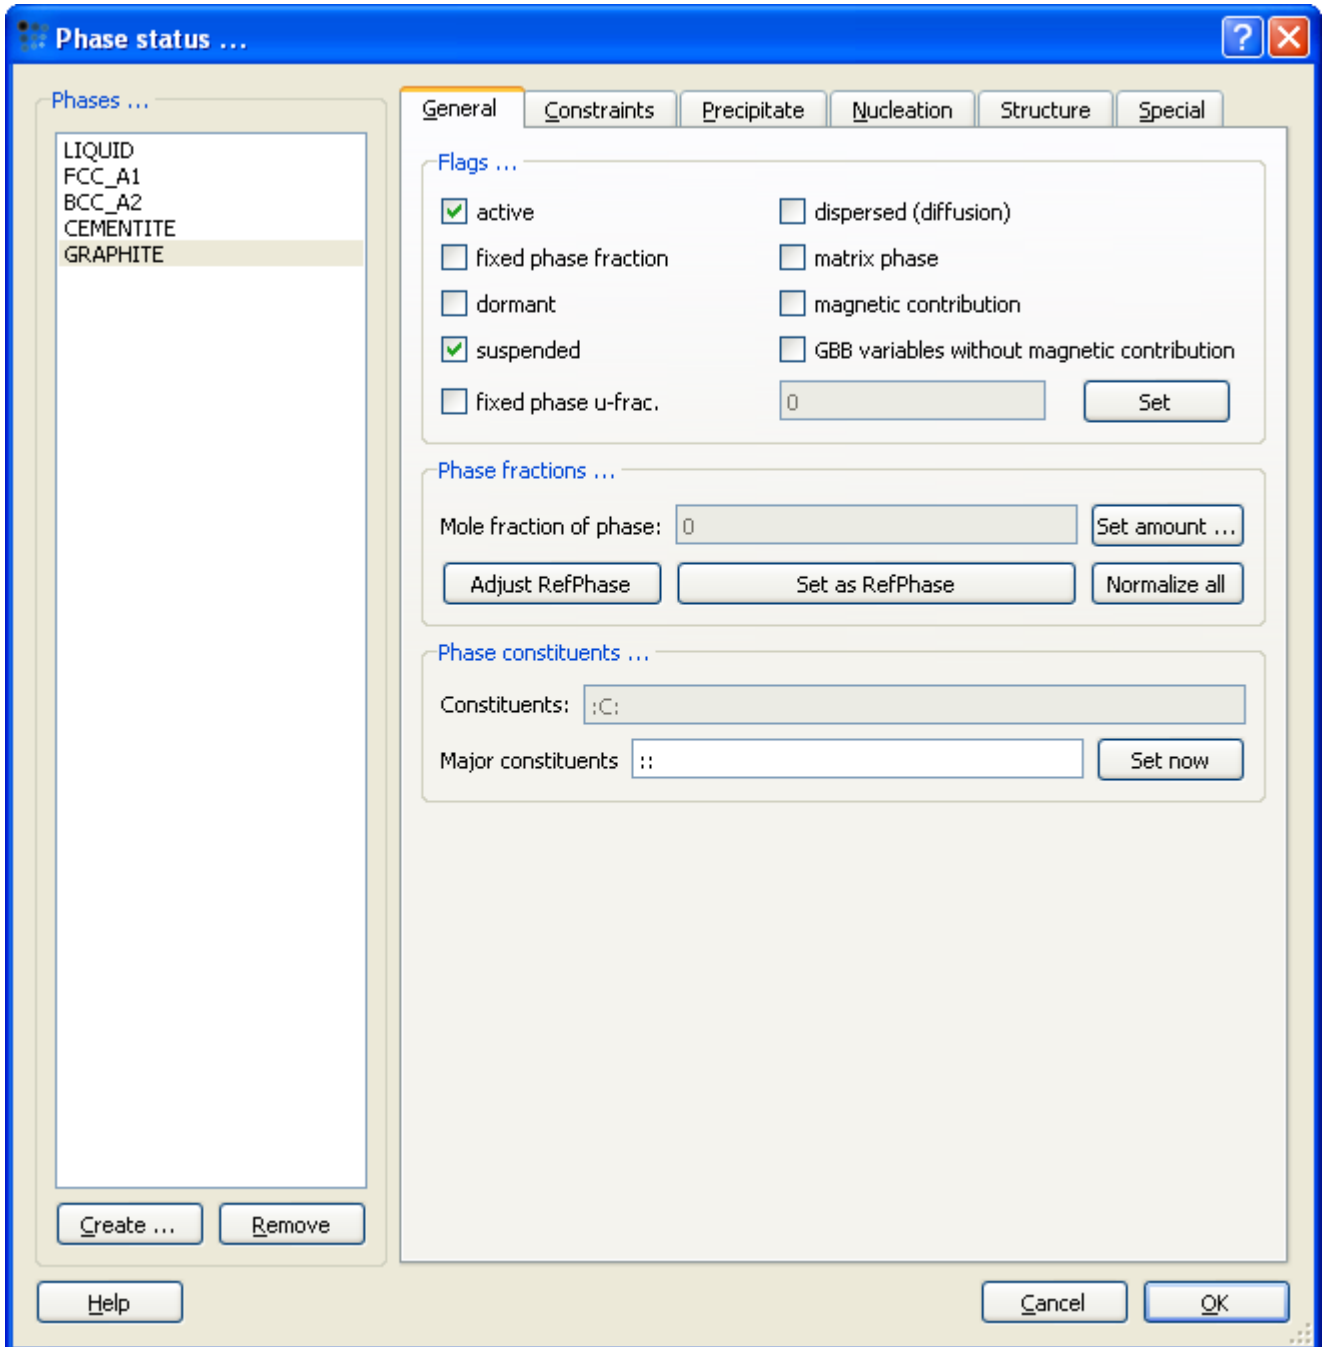 Phase status ...
Phases ...
LIQUID
FCC_A1
BCC_A2
CEMENTITE
GRAPHITE
Create ...
Remove
General
Constraints
Precipitate
Nucleation
Structure
Special
Flags ...
active
dispersed (diffusion)
fixed phase fraction
matrix phase
dormant
magnetic contribution
suspended
GBB variables without magnetic contribution
fixed phase u-frac.
0
Set
Phase fractions ...
Mole fraction of phase:
0
Set amount ...
Adjust RefPhase
Set as RefPhase
Normalize all
Phase constituents ...
Constituents:
:C:
Major constituents
::
Set now
Help
Cancel
OK